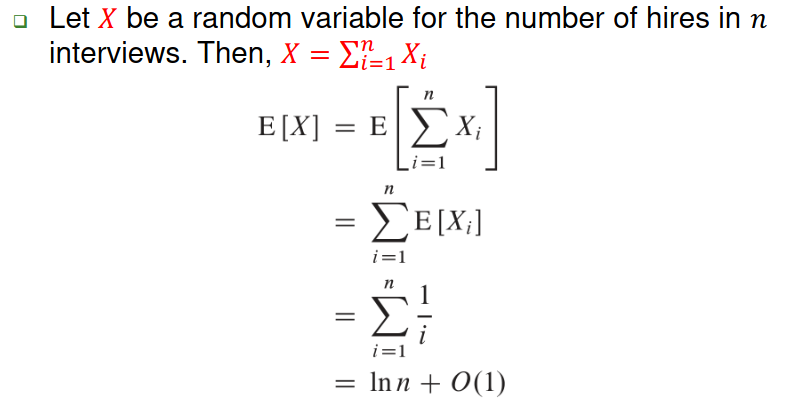 □ Let X be a random variable for the number of hires in n
interviews. Then, X = ∑ⁿᵢ₌₁ Xᵢ
E[X] = E[∑ⁿᵢ₌₁ Xᵢ]
= ∑ⁿᵢ₌₁ E[Xᵢ]
= ∑ⁿᵢ₌₁ 1/i
= ln n + O(1)